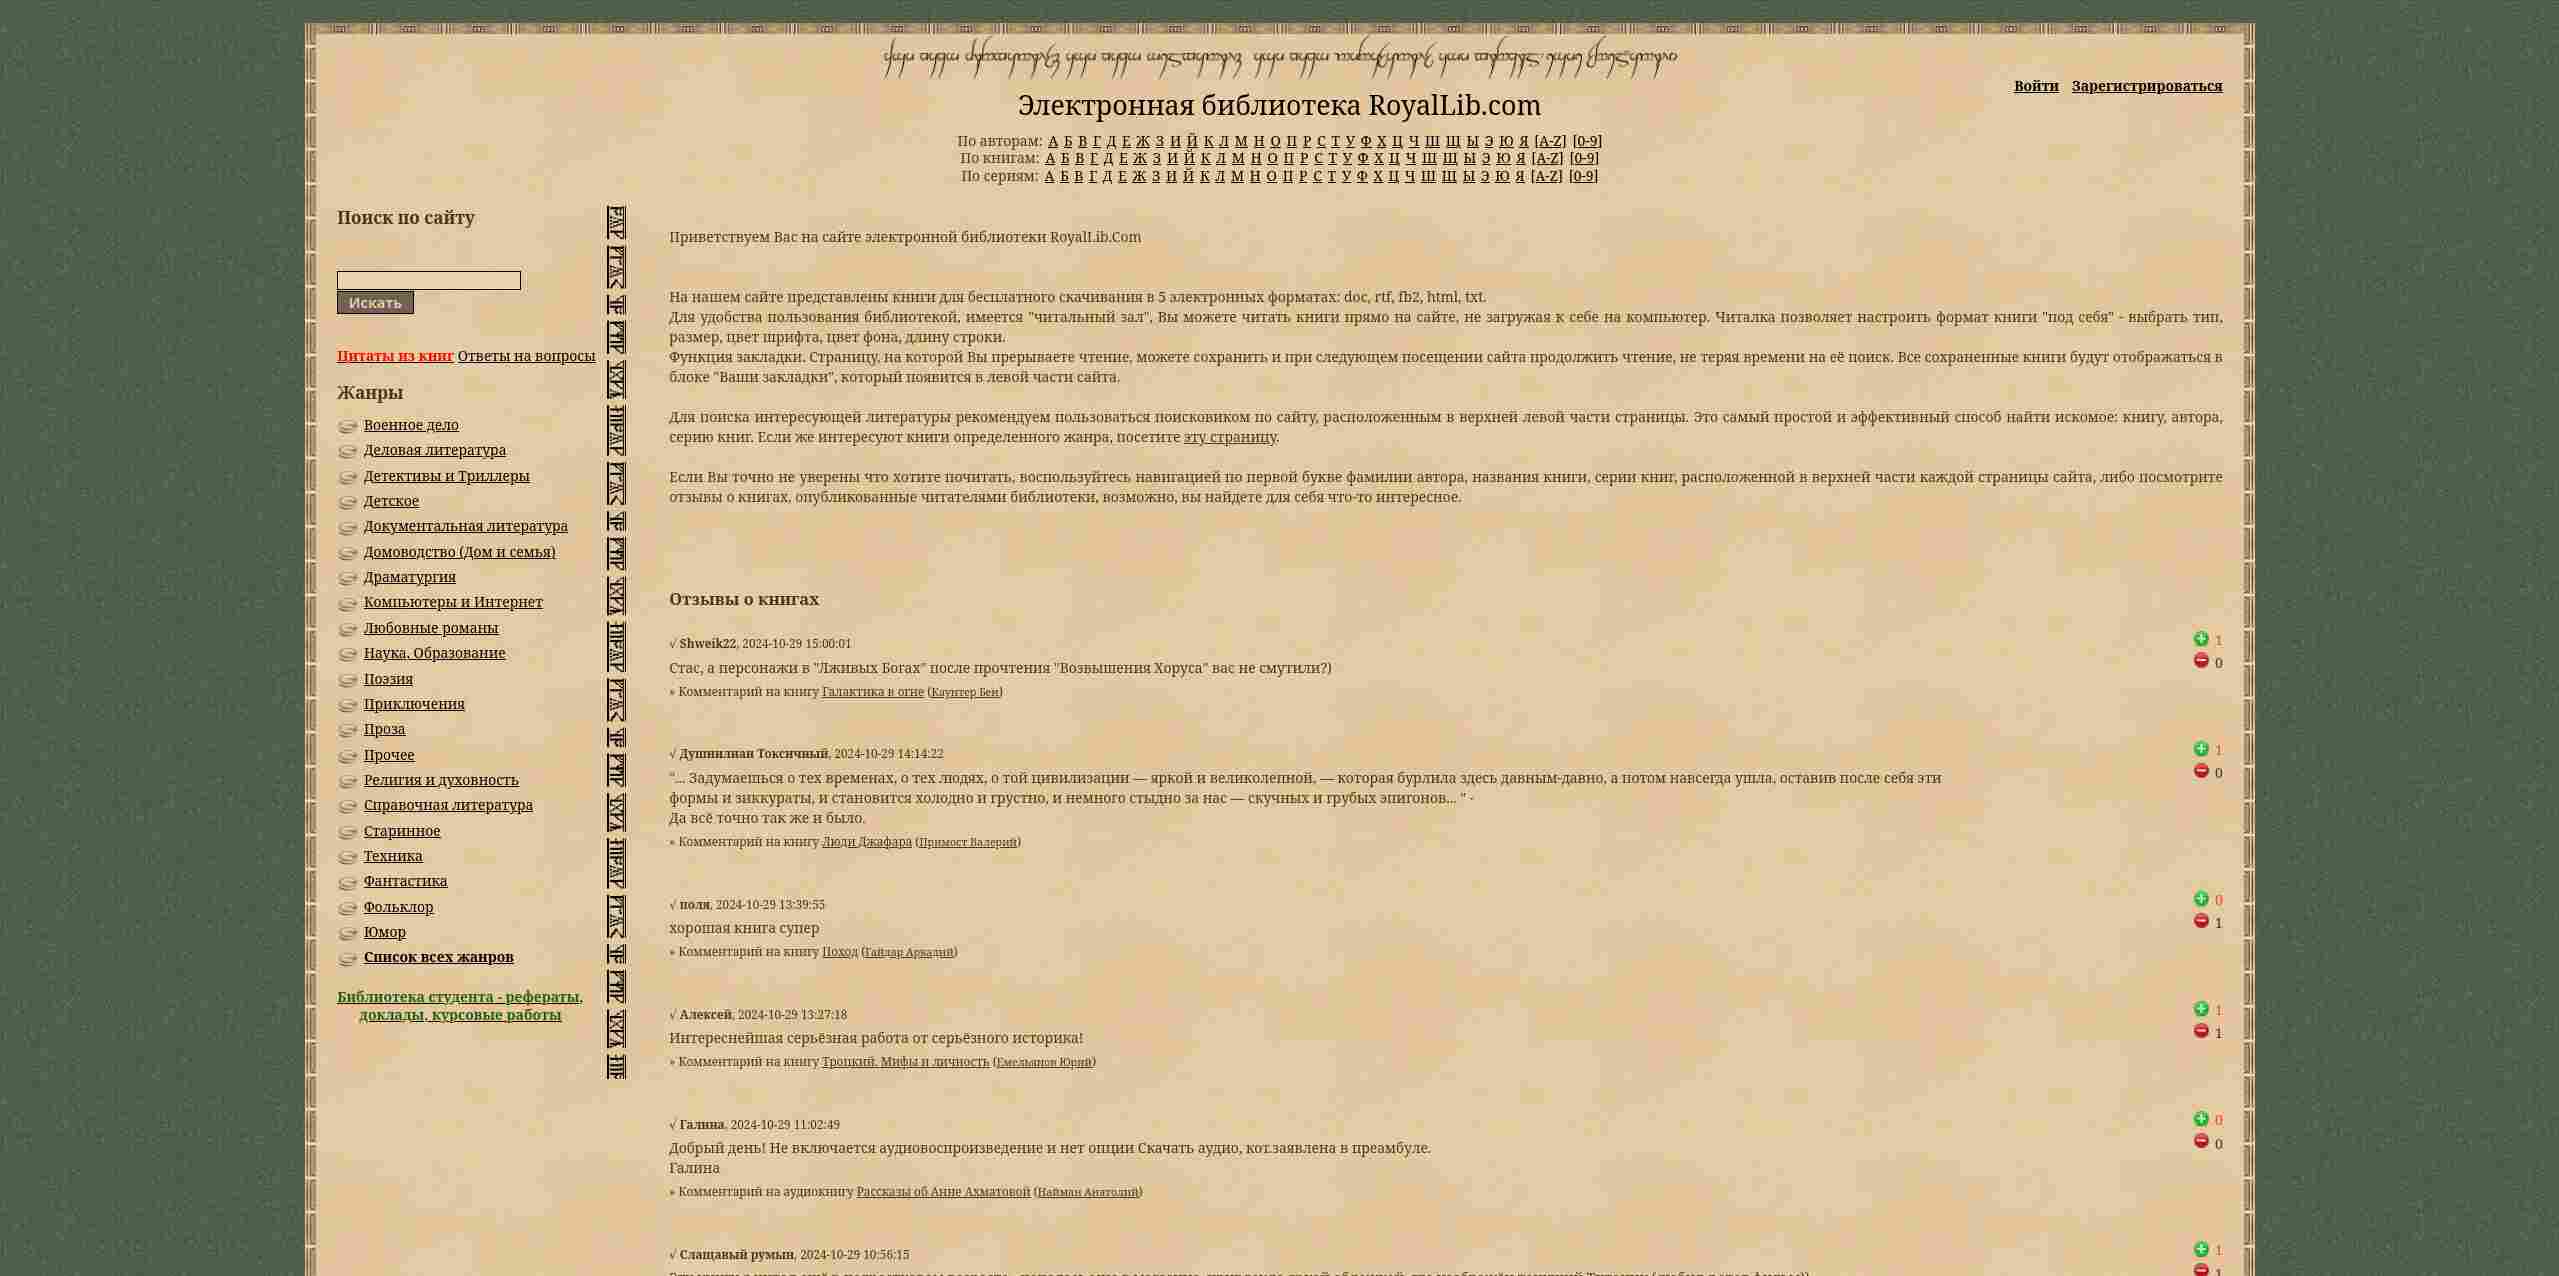 Электронная библиотека RoyalLib.com
Войти Зарегистрироваться
По авторам: А Б В Г Д Е Ж З И Й К Л М Н О П Р С Т У Ф Х Ц Ч Ш Щ Ы Э Ю Я [A-Z] [0-9]
По книгам: А Б В Г Д Е Ж З И Й К Л М Н О П Р С Т У Ф Х Ц Ч Ш Щ Ы Э Ю Я [A-Z] [0-9]
По сериям: А Б В Г Д Е Ж З И Й К Л М Н О П Р С Т У Ф Х Ц Ч Ш Щ Ы Э Ю Я [A-Z] [0-9]
Поиск по сайту
Искать
Цитаты из книг Ответы на вопросы
Жанры
Военное дело
Деловая литература
Детективы и Триллеры
Детское
Документальная литература
Домоводство (Дом и семья)
Драматургия
Компьютеры и Интернет
Любовные романы
Наука, Образование
Поэзия
Приключения
Проза
Прочее
Религия и духовность
Справочная литература
Старинное
Техника
Фантастика
Фольклор
Юмор
Список всех жанров
Библиотека студента - рефераты,
доклады, курсовые работы
Приветствуем Вас на сайте электронной библиотеки RoyalLib.Com
На нашем сайте представлены книги для бесплатного скачивания в 5 электронных форматах: doc, rtf, fb2, html, txt.
Для удобства пользования библиотекой, имеется "читальный зал", Вы можете читать книги прямо на сайте, не загружая к себе на компьютер. Читалка позволяет настроить формат книги "под себя" - выбрать тип,
размер, цвет шрифта, цвет фона, длину строки.
Функция закладки. Страницу, на которой Вы прерываете чтение, можете сохранить и при следующем посещении сайта продолжить чтение, не теряя времени на её поиск. Все сохраненные книги будут отображаться в
блоке "Ваши закладки", который появится в левой части сайта.
Для поиска интересующей литературы рекомендуем пользоваться поисковиком по сайту, расположенным в верхней левой части страницы. Это самый простой и эффективный способ найти искомое: книгу, автора,
серию книг. Если же интересуют книги определенного жанра, посетите эту страницу.
Если Вы точно не уверены что хотите почитать, воспользуйтесь навигацией по первой букве фамилии автора, названия книги, серии книг, расположенной в верхней части каждой страницы сайта, либо посмотрите
отзывы о книгах, опубликованные читателями библиотеки, возможно, вы найдете для себя что-то интересное.
Отзывы о книгах
√ Shweik22, 2024-10-29 15:00:01
1
Стас, а персонажи в "Лживых Богах" после прочтения "Возвышения Хоруса" вас не смутили?)
0
» Комментарий на книгу Галактика в огне (Каунтер Бен)
√ Душнилиан Токсичный, 2024-10-29 14:14:22
1
"... Задумаешься о тех временах, о тех людях, о той цивилизации — яркой и великолепной, — которая бурлила здесь давным-давно, а потом навсегда ушла, оставив после себя эти
0
формы и зиккураты, и становится холодно и грустно, и немного стыдно за нас — скучных и грубых эпигонов... " -
Да всё точно так же и было.
» Комментарий на книгу Люди Джафара (Примост Валерий)
√ поля, 2024-10-29 13:39:55
0
хорошая книга супер
1
» Комментарий на книгу Поход (Гайдар Аркадий)
√ Алексей, 2024-10-29 13:27:18
1
Интереснейшая серьёзная работа от серьёзного историка!
1
» Комментарий на книгу Троцкий. Мифы и личность (Емельянов Юрий)
√ Галина, 2024-10-29 11:02:49
0
Добрый день! Не включается аудиовоспроизведение и нет опции Скачать аудио, кот.заявлена в преамбуле.
0
Галина
» Комментарий на аудиокнигу Рассказы об Анне Ахматовой (Найман Анатолий)
√ Слащавый румын, 2024-10-29 10:56:15
1